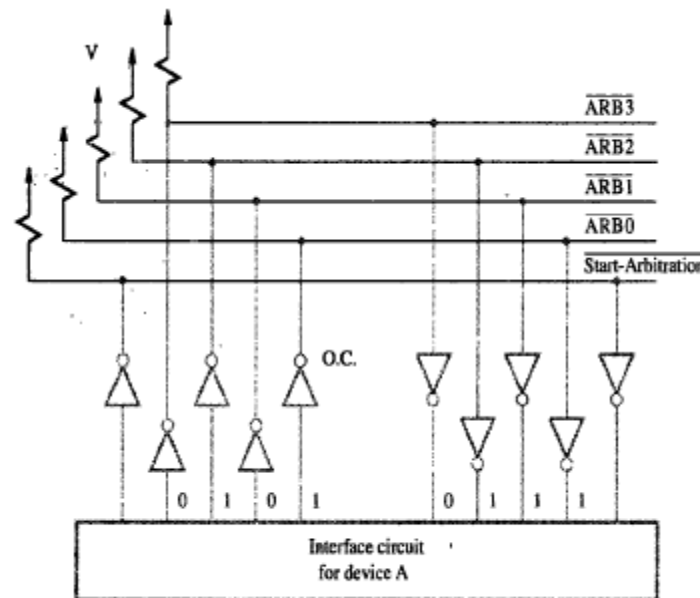 V
ARB3
ARB2
ARB1
ARB0
Start-Arbitration
O.C.
0 1 0 1 0 1 1 1
Interface circuit
for device A